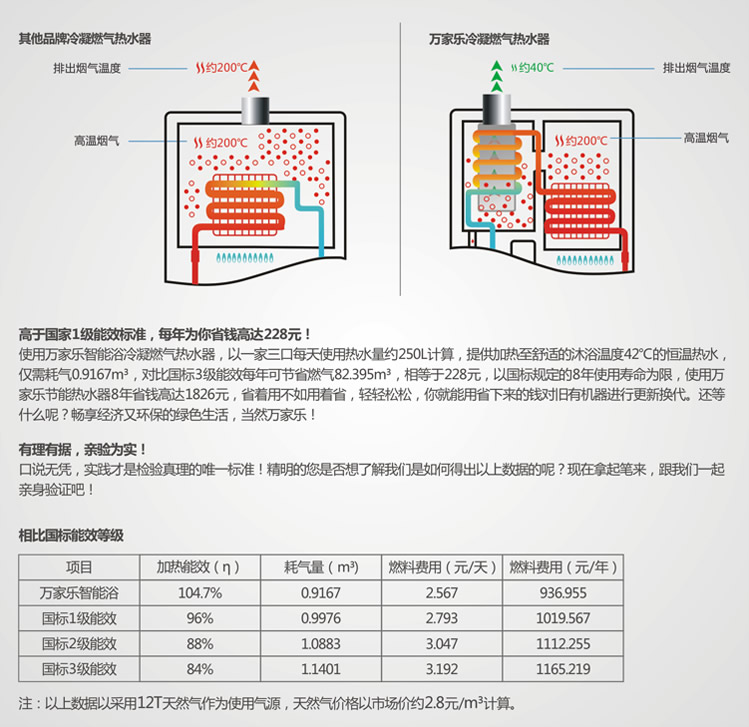 其他品牌冷凝燃气热水器
排出烟气温度
约200℃
高温烟气
约200℃
万家乐冷凝燃气热水器
约40℃
排出烟气温度
约200℃
高温烟气
高于国家1级能效标准，每年为你省钱高达228元！
使用万家乐智能浴冷凝燃气热水器，以一家三口每天使用热水量约250L计算，提供加热至舒适的沐浴温度42℃的恒温热水，
仅需耗气0.9167m³，对比国标3级能效每年可节省燃气82.395m³，相等于228元，以国标规定的8年使用寿命为限，使用万
家乐节能热水器8年省钱高达1826元，省着用不如用着省，轻轻松松，你就能用省下来的钱对旧有机器进行更新换代。还等
什么呢？畅享经济又环保的绿色生活，当然万家乐！
有理有据，亲验为实！
口说无凭，实践才是检验真理的唯一标准！精明的您是否想了解我们是如何得出以上数据的呢？现在拿起笔来，跟我们一起
亲身验证吧！
相比国标能效等级
项目 加热能效（η） 耗气量（m³） 燃料费用（元/天） 燃料费用（元/年）
万家乐智能浴 104.7% 0.9167 2.567 936.955
国标1级能效 96% 0.9976 2.793 1019.567
国标2级能效 88% 1.0883 3.047 1112.255
国标3级能效 84% 1.1401 3.192 1165.219
注：以上数据以采用12T天然气作为使用气源，天然气价格以市场价约2.8元/m³计算。